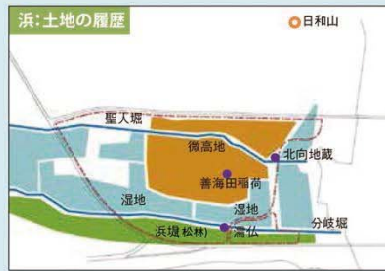 浜:土地の履歴
日和山
聖人堀
微高地
北向地蔵
善海田稲荷
湿地
湿地
分岐堀
浜堤(松林)
濡仏